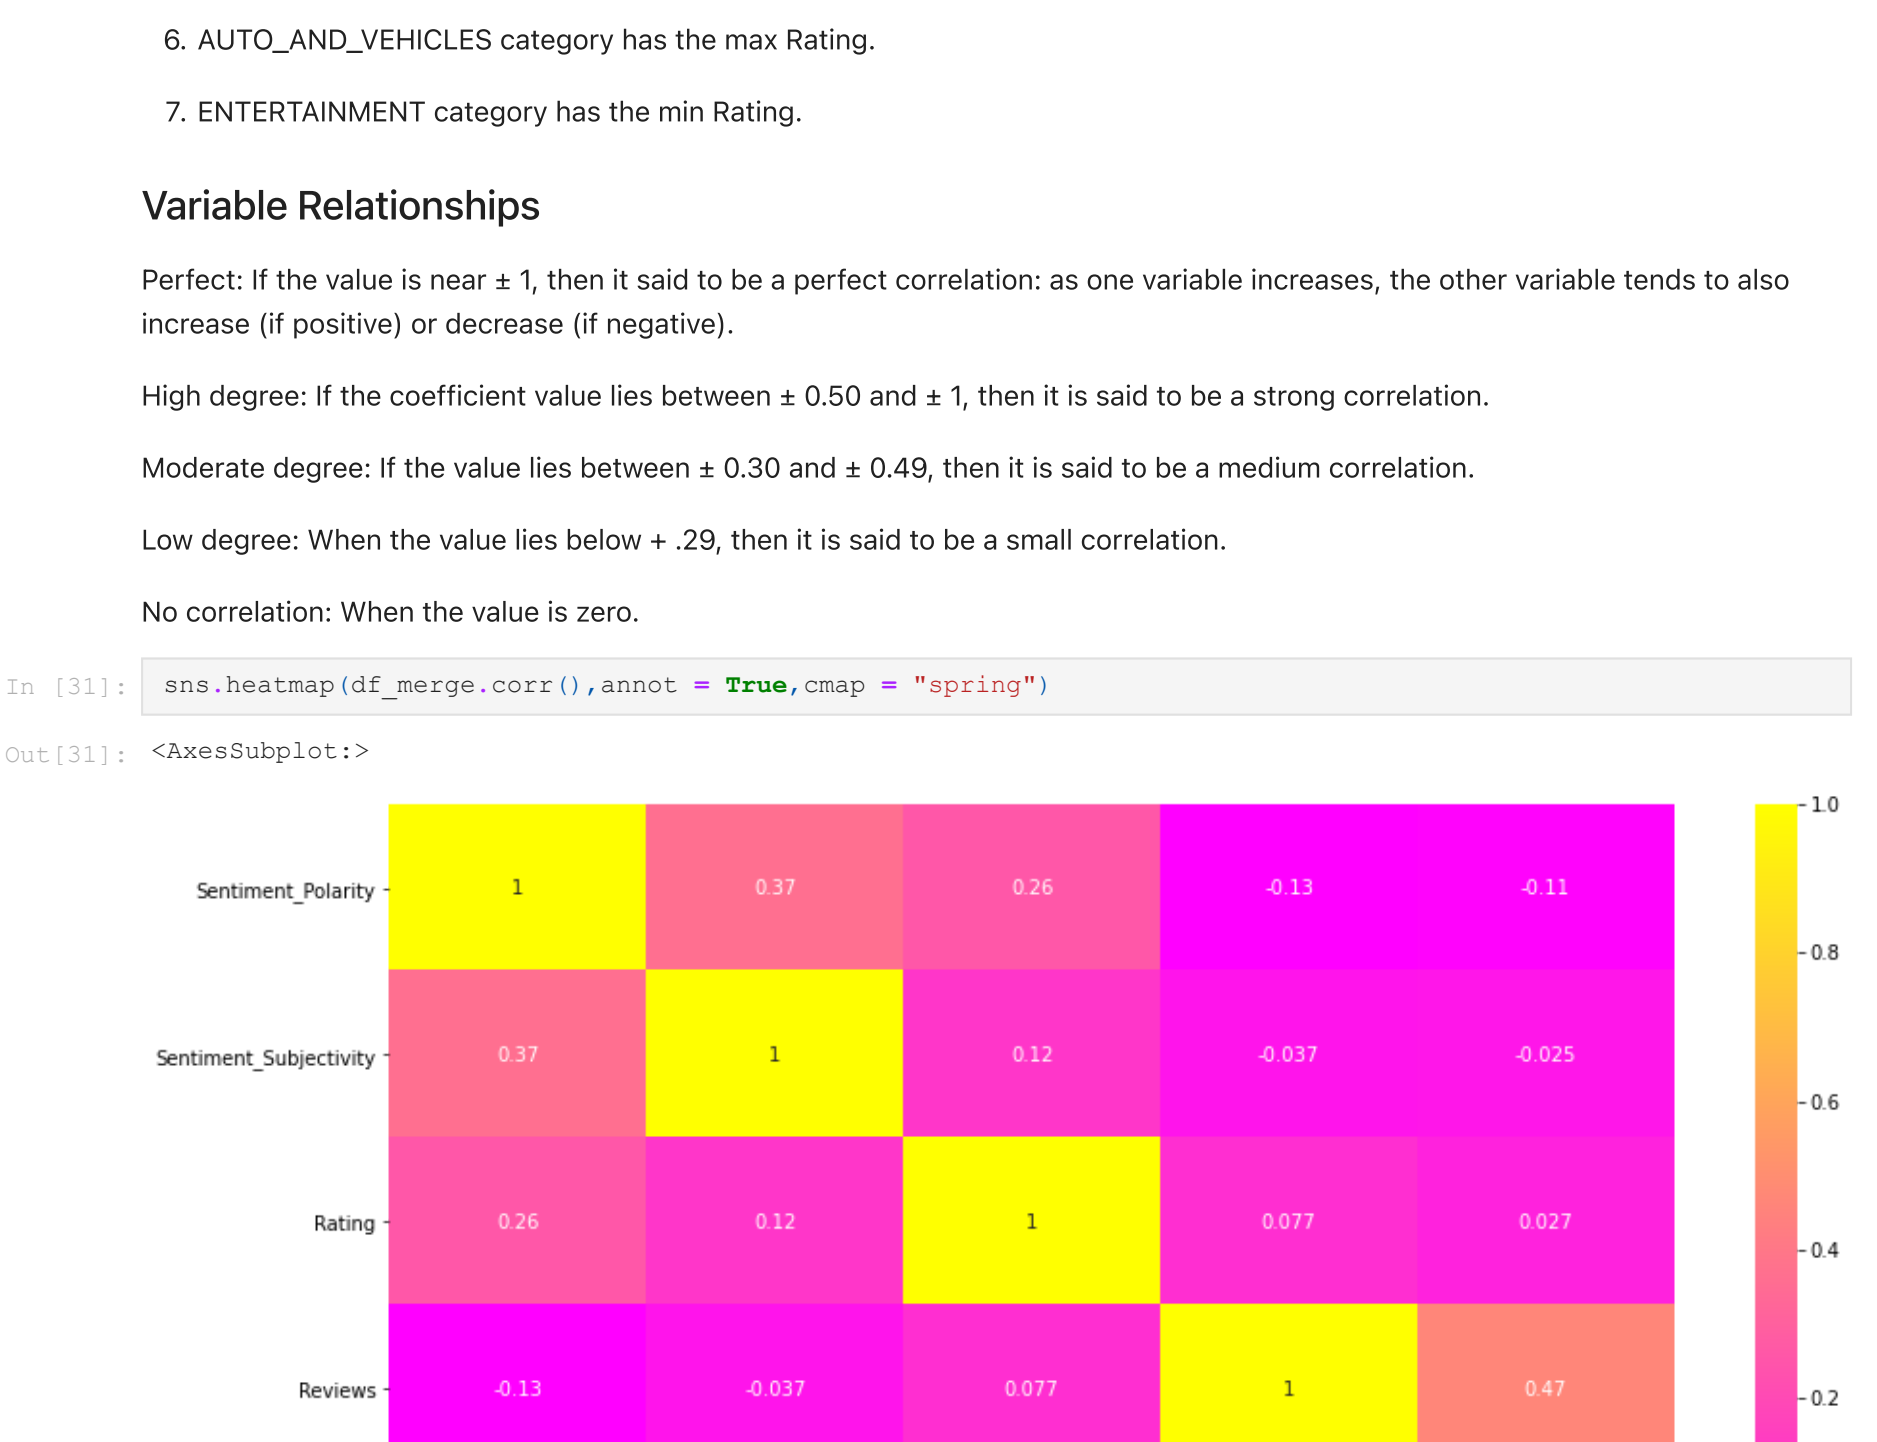 6. AUTO_AND_VEHICLES category has the max Rating.
7. ENTERTAINMENT category has the min Rating.
Variable Relationships
Perfect: If the value is near ± 1, then it said to be a perfect correlation: as one variable increases, the other variable tends to also
increase (if positive) or decrease (if negative).
High degree: If the coefficient value lies between ± 0.50 and ± 1, then it is said to be a strong correlation.
Moderate degree: If the value lies between ± 0.30 and ± 0.49, then it is said to be a medium correlation.
Low degree: When the value lies below + .29, then it is said to be a small correlation.
No correlation: When the value is zero.
In [31]: sns.heatmap(df_merge.corr(),annot = True,cmap = "spring")
Out[31]: <AxesSubplot:>
1.0
Sentiment_Polarity 1 0.37 0.26 -0.13 -0.11
0.8
Sentiment_Subjectivity 0.37 1 0.12 -0.037 -0.025
0.6
Rating 0.26 0.12 1 0.077 0.027
0.4
Reviews -0.13 -0.037 0.077 1 0.47
0.2